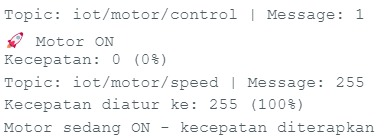 Topic: iot/motor/control | Message: 1
🚀 Motor ON
Kecepatan: 0 (0%)
Topic: iot/motor/speed | Message: 255
Kecepatan diatur ke: 255 (100%)
Motor sedang ON - kecepatan diterapkan